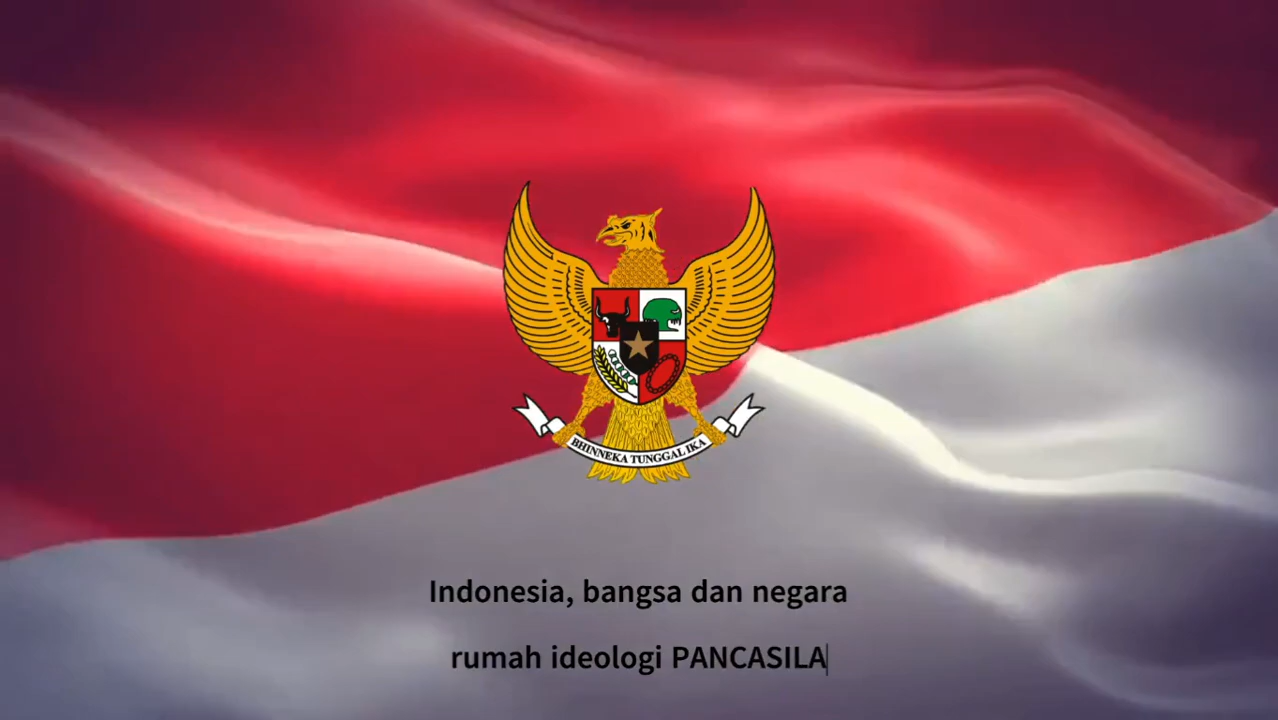 BHINNEKA TUNGGAL IKA
Indonesia, bangsa dan negara
rumah ideologi PANCASILA